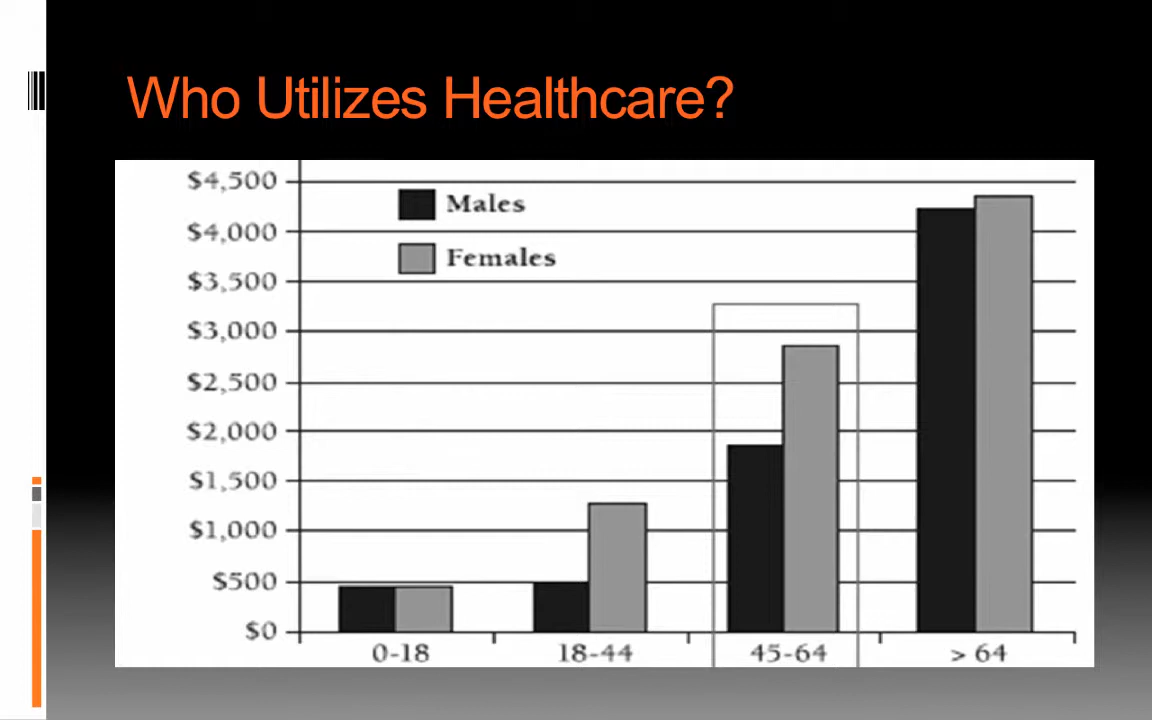 Who Utilizes Healthcare?
$4,500
Males
$4,000
Females
$3,500
$3,000
$2,500
$2,000
$1,500
$1,000
$500
$0
0-18 18-44 45-64 > 64